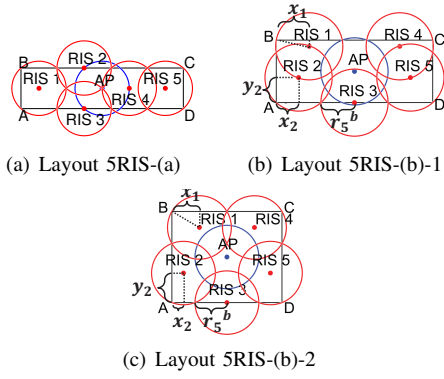 B RIS 2 C
RIS 1 AP RIS 5
RIS 4
A RIS 3 D
(a) Layout 5RIS-(a)
x₁
B RIS 1 RIS 4 C
AP
RIS 2 RIS 5
y₂
RIS 3
A D
x₂ r₅ᵇ
(b) Layout 5RIS-(b)-1
x₁
B RIS 1 RIS 4 C
AP
RIS 2 RIS 5
y₂
RIS 3
A D
x₂ r₅ᵇ
(c) Layout 5RIS-(b)-2